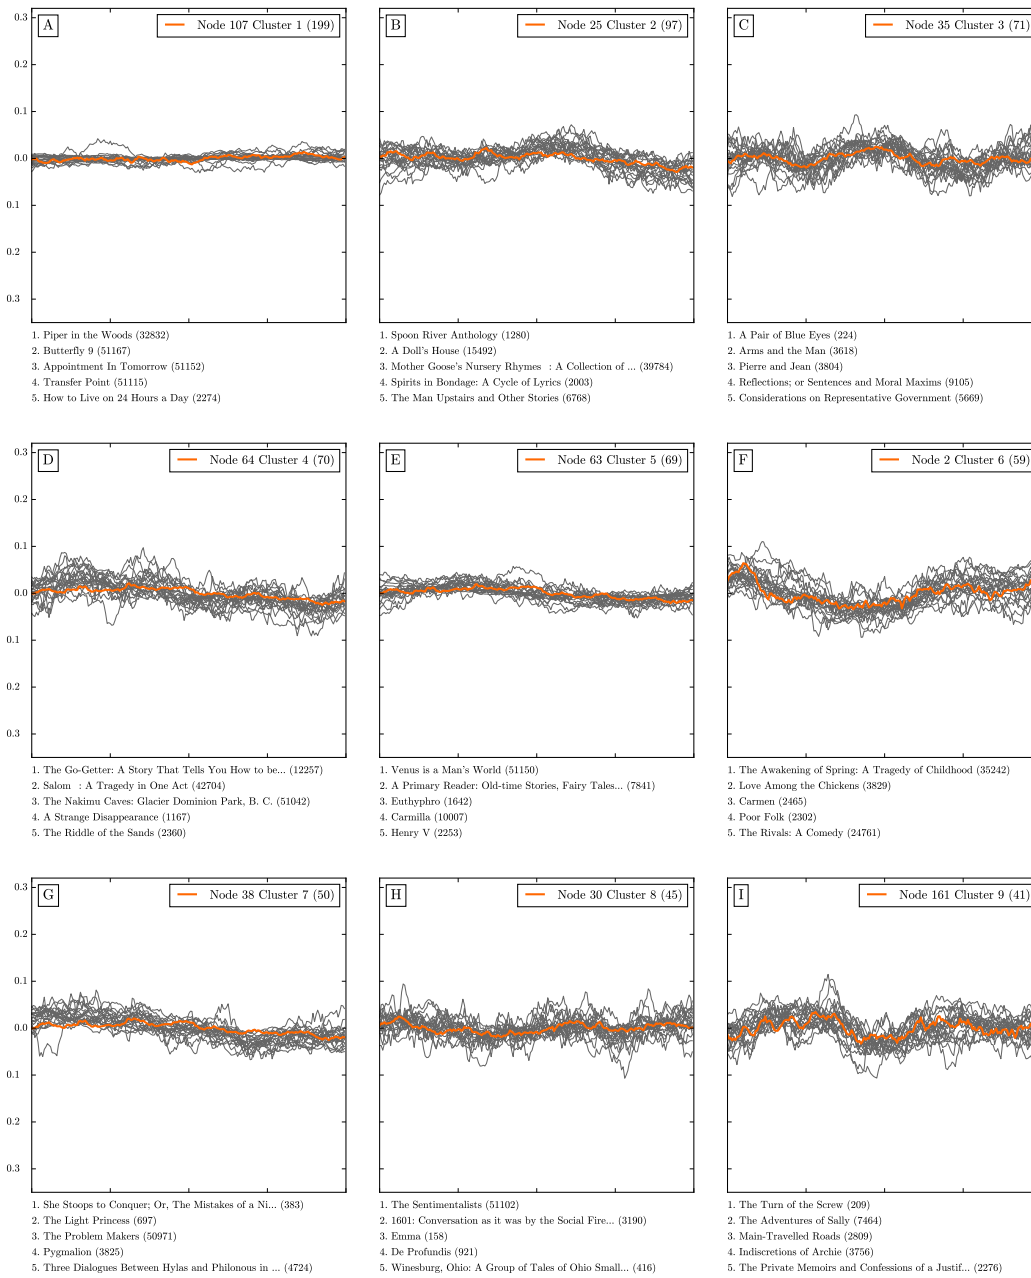 A
Node 107 Cluster 1 (199)
B
Node 25 Cluster 2 (97)
C
Node 35 Cluster 3 (71)
0.3
0.2
0.1
0.0
0.1
0.2
0.3
1. Piper in the Woods (32832)
2. Butterfly 9 (51167)
3. Appointment In Tomorrow (51152)
4. Transfer Point (51115)
5. How to Live on 24 Hours a Day (2274)
1. Spoon River Anthology (1280)
2. A Doll's House (15492)
3. Mother Goose's Nursery Rhymes : A Collection of ... (39784)
4. Spirits in Bondage: A Cycle of Lyrics (2003)
5. The Man Upstairs and Other Stories (6768)
1. A Pair of Blue Eyes (224)
2. Arms and the Man (3618)
3. Pierre and Jean (3804)
4. Reflections; or Sentences and Moral Maxims (9105)
5. Considerations on Representative Government (5669)
D
Node 64 Cluster 4 (70)
E
Node 63 Cluster 5 (69)
F
Node 2 Cluster 6 (59)
0.3
0.2
0.1
0.0
0.1
0.2
0.3
1. The Go-Getter: A Story That Tells You How to be... (12257)
2. Salom : A Tragedy in One Act (42704)
3. The Nakimu Caves: Glacier Dominion Park, B. C. (51042)
4. A Strange Disappearance (1167)
5. The Riddle of the Sands (2360)
1. Venus is a Man's World (51150)
2. A Primary Reader: Old-time Stories, Fairy Tales... (7841)
3. Euthyphro (1642)
4. Carmilla (10007)
5. Henry V (2253)
1. The Awakening of Spring: A Tragedy of Childhood (35242)
2. Love Among the Chickens (3829)
3. Carmen (2465)
4. Poor Folk (2302)
5. The Rivals: A Comedy (24761)
G
Node 38 Cluster 7 (50)
H
Node 30 Cluster 8 (45)
I
Node 161 Cluster 9 (41)
0.3
0.2
0.1
0.0
0.1
0.2
0.3
1. She Stoops to Conquer; Or, The Mistakes of a Ni... (383)
2. The Light Princess (697)
3. The Problem Makers (50971)
4. Pygmalion (3825)
5. Three Dialogues Between Hylas and Philonous in ... (4724)
1. The Sentimentalists (51102)
2. 1601: Conversation as it was by the Social Fire... (3190)
3. Emma (158)
4. De Profundis (921)
5. Winesburg, Ohio: A Group of Tales of Ohio Small... (416)
1. The Turn of the Screw (209)
2. The Adventures of Sally (7464)
3. Main-Travelled Roads (2809)
4. Indiscretions of Archie (3756)
5. The Private Memoirs and Confessions of a Justif... (2276)